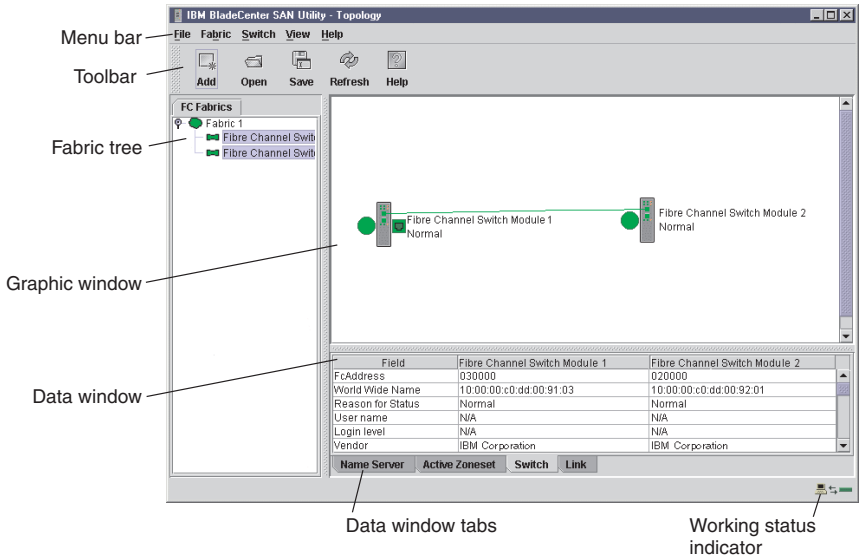 IBM BladeCenter SAN Utility - Topology
Menu bar
File Fabric Switch View Help
Toolbar
Add Open Save Refresh Help
FC Fabrics
Fabric tree
Fabric 1
Fibre Channel Swit
Fibre Channel Swit
Fibre Channel Switch Module 1
Normal
Fibre Channel Switch Module 2
Normal
Graphic window
Data window
Field Fibre Channel Switch Module 1 Fibre Channel Switch Module 2
FcAddress 030000 020000
World Wide Name 10:00:00:c0:dd:00:91:03 10:00:00:c0:dd:00:92:01
Reason for Status Normal Normal
User name N/A N/A
Login level N/A N/A
Vendor IBM Corporation IBM Corporation
Name Server Active Zoneset Switch Link
Data window tabs
Working status
indicator